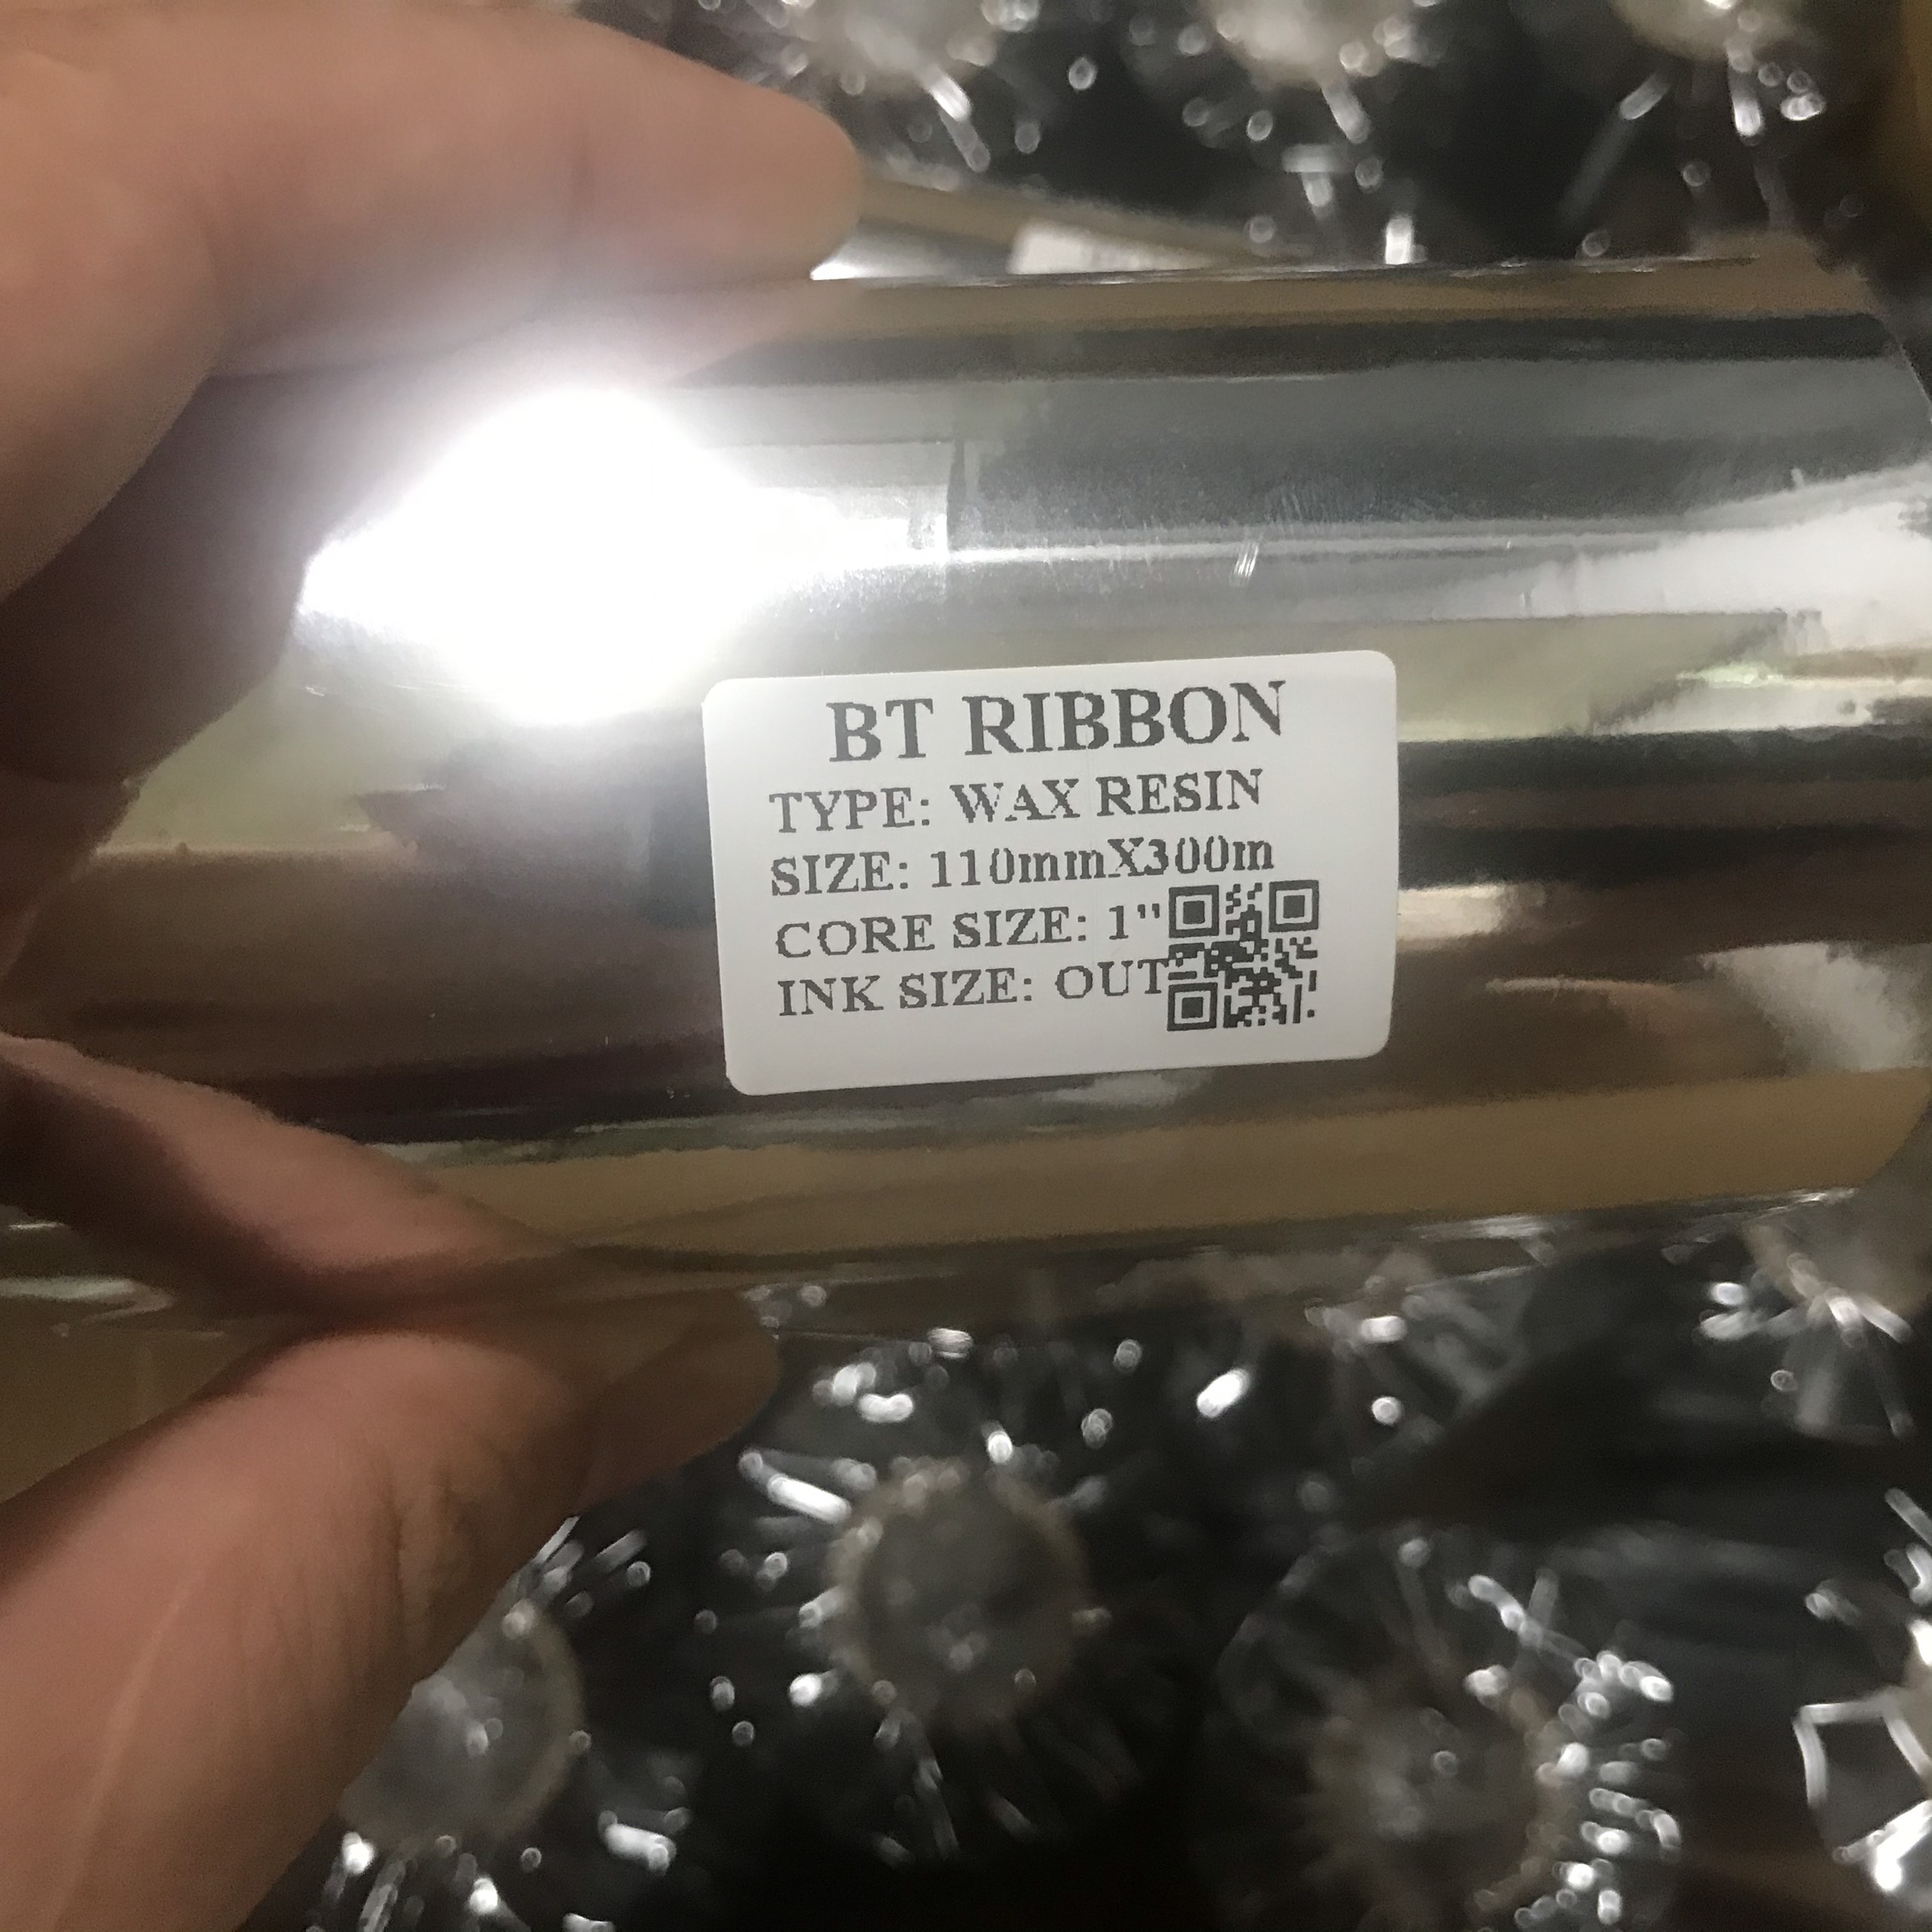 BT RIBBON
TYPE: WAX RESIN
SIZE: 110mmX300m
CORE SIZE: 1"
INK SIZE: OUT